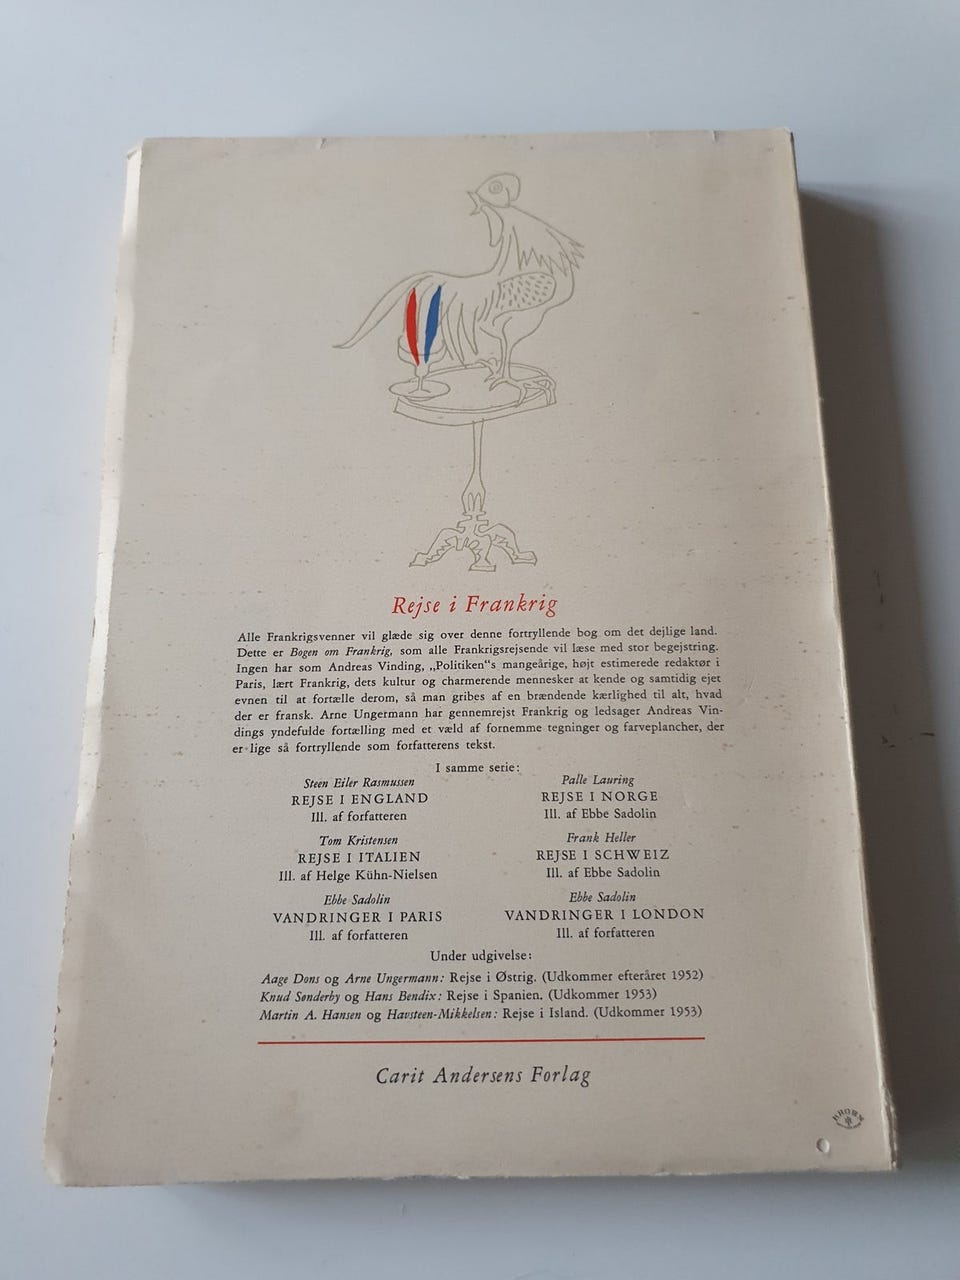 Rejse i Frankrig
Alle Frankrigsvenner vil glæde sig over denne fortryllende bog om det dejlige land.
Dette er Bogen om Frankrig, som alle Frankrigsrejsende vil læse med stor begejstring.
Ingen har som Andreas Vinding, „Politiken“s mangeårige, højt estimerede redaktør i
Paris, lært Frankrig, dets kultur og charmerende mennesker at kende og samtidig ejet
evnen til at fortælle derom, så man gribes af en brændende kærlighed til alt, hvad
der er fransk. Arne Ungermann har gennemrejst Frankrig og ledsager Andreas Vin-
dings yndefulde fortælling med et væld af fornemme tegninger og farveplancher, der
er lige så fortryllende som forfatterens tekst.
I samme serie:
Steen Eiler Rasmussen
REJSE I ENGLAND
Ill. af forfatteren
Tom Kristensen
REJSE I ITALIEN
Ill. af Helge Kühn-Nielsen
Ebbe Sadolin
VANDRINGER I PARIS
Ill. af forfatteren
Palle Lauring
REJSE I NORGE
Ill. af Ebbe Sadolin
Frank Heller
REJSE I SCHWEIZ
Ill. af Ebbe Sadolin
Ebbe Sadolin
VANDRINGER I LONDON
Ill. af forfatteren
Under udgivelse:
Aage Dons og Arne Ungermann: Rejse i Østrig. (Udkommer efteråret 1952)
Knud Sønderby og Hans Bendix: Rejse i Spanien. (Udkommer 1953)
Martin A. Hansen og Havsteen-Mikkelsen: Rejse i Island. (Udkommer 1953)
Carit Andersens Forlag
KROHN